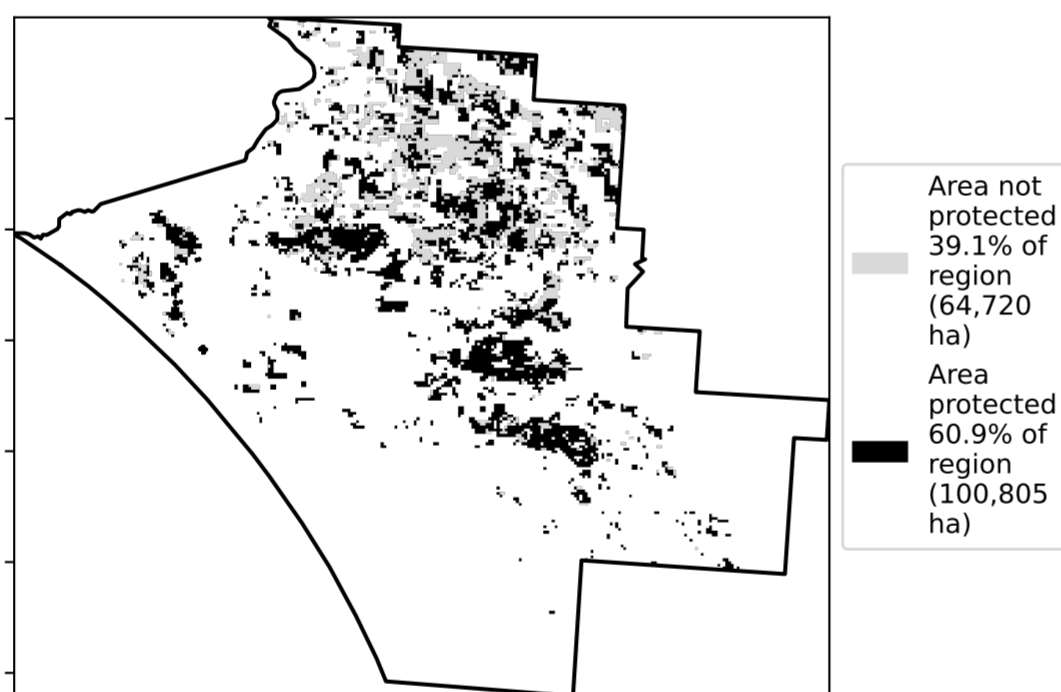 Area not
protected
39.1% of
region
(64,720
ha)
Area
protected
60.9% of
region
(100,805
ha)